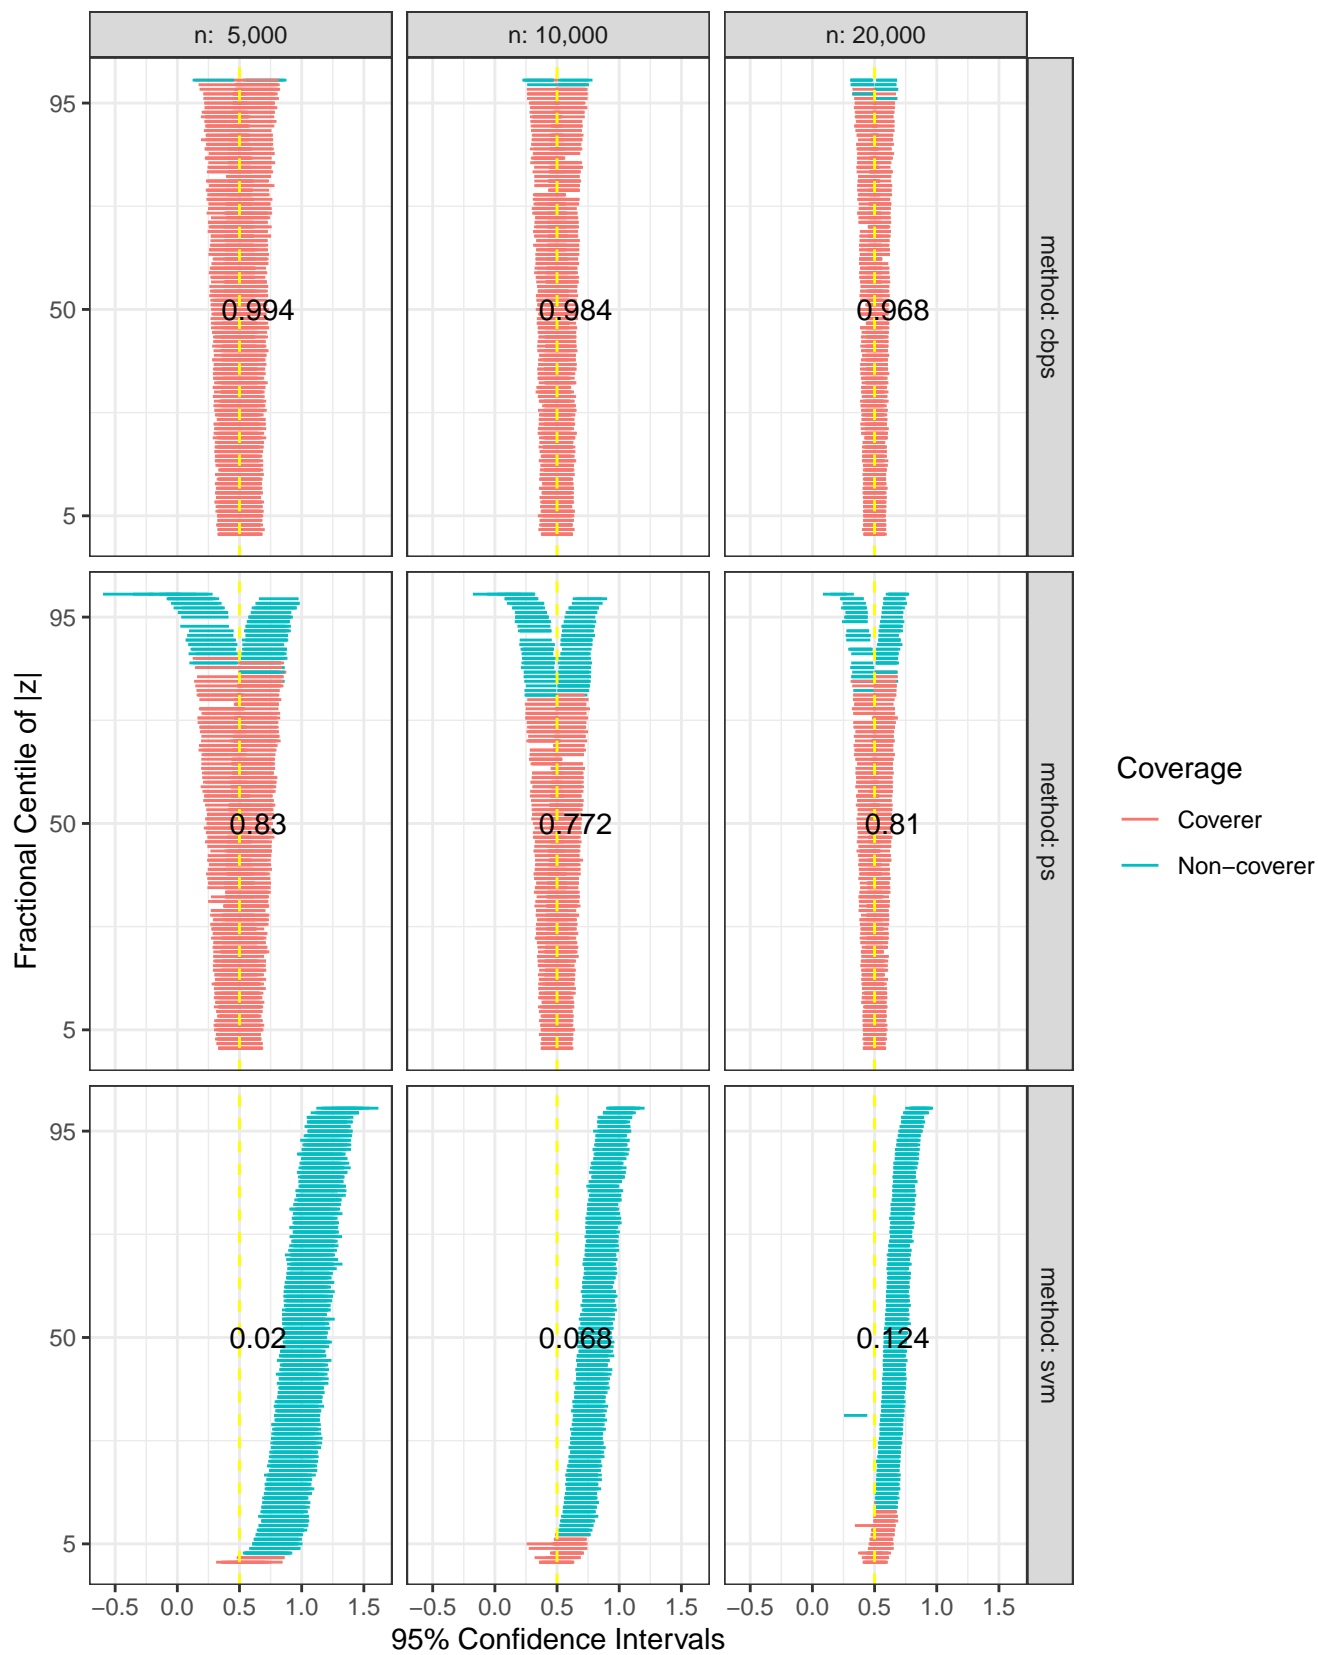 n:  5,000
n: 10,000
n: 20,000
95
50
5
0.994
0.984
0.968
method: cbps
95
50
5
0.83
0.772
0.81
method: ps
95
50
5
0.02
0.068
0.124
method: svm
Fractional Centile of |z|
−0.5 0.0 0.5 1.0 1.5
−0.5 0.0 0.5 1.0 1.5
−0.5 0.0 0.5 1.0 1.5
95% Confidence Intervals
Coverage
Coverer
Non−coverer